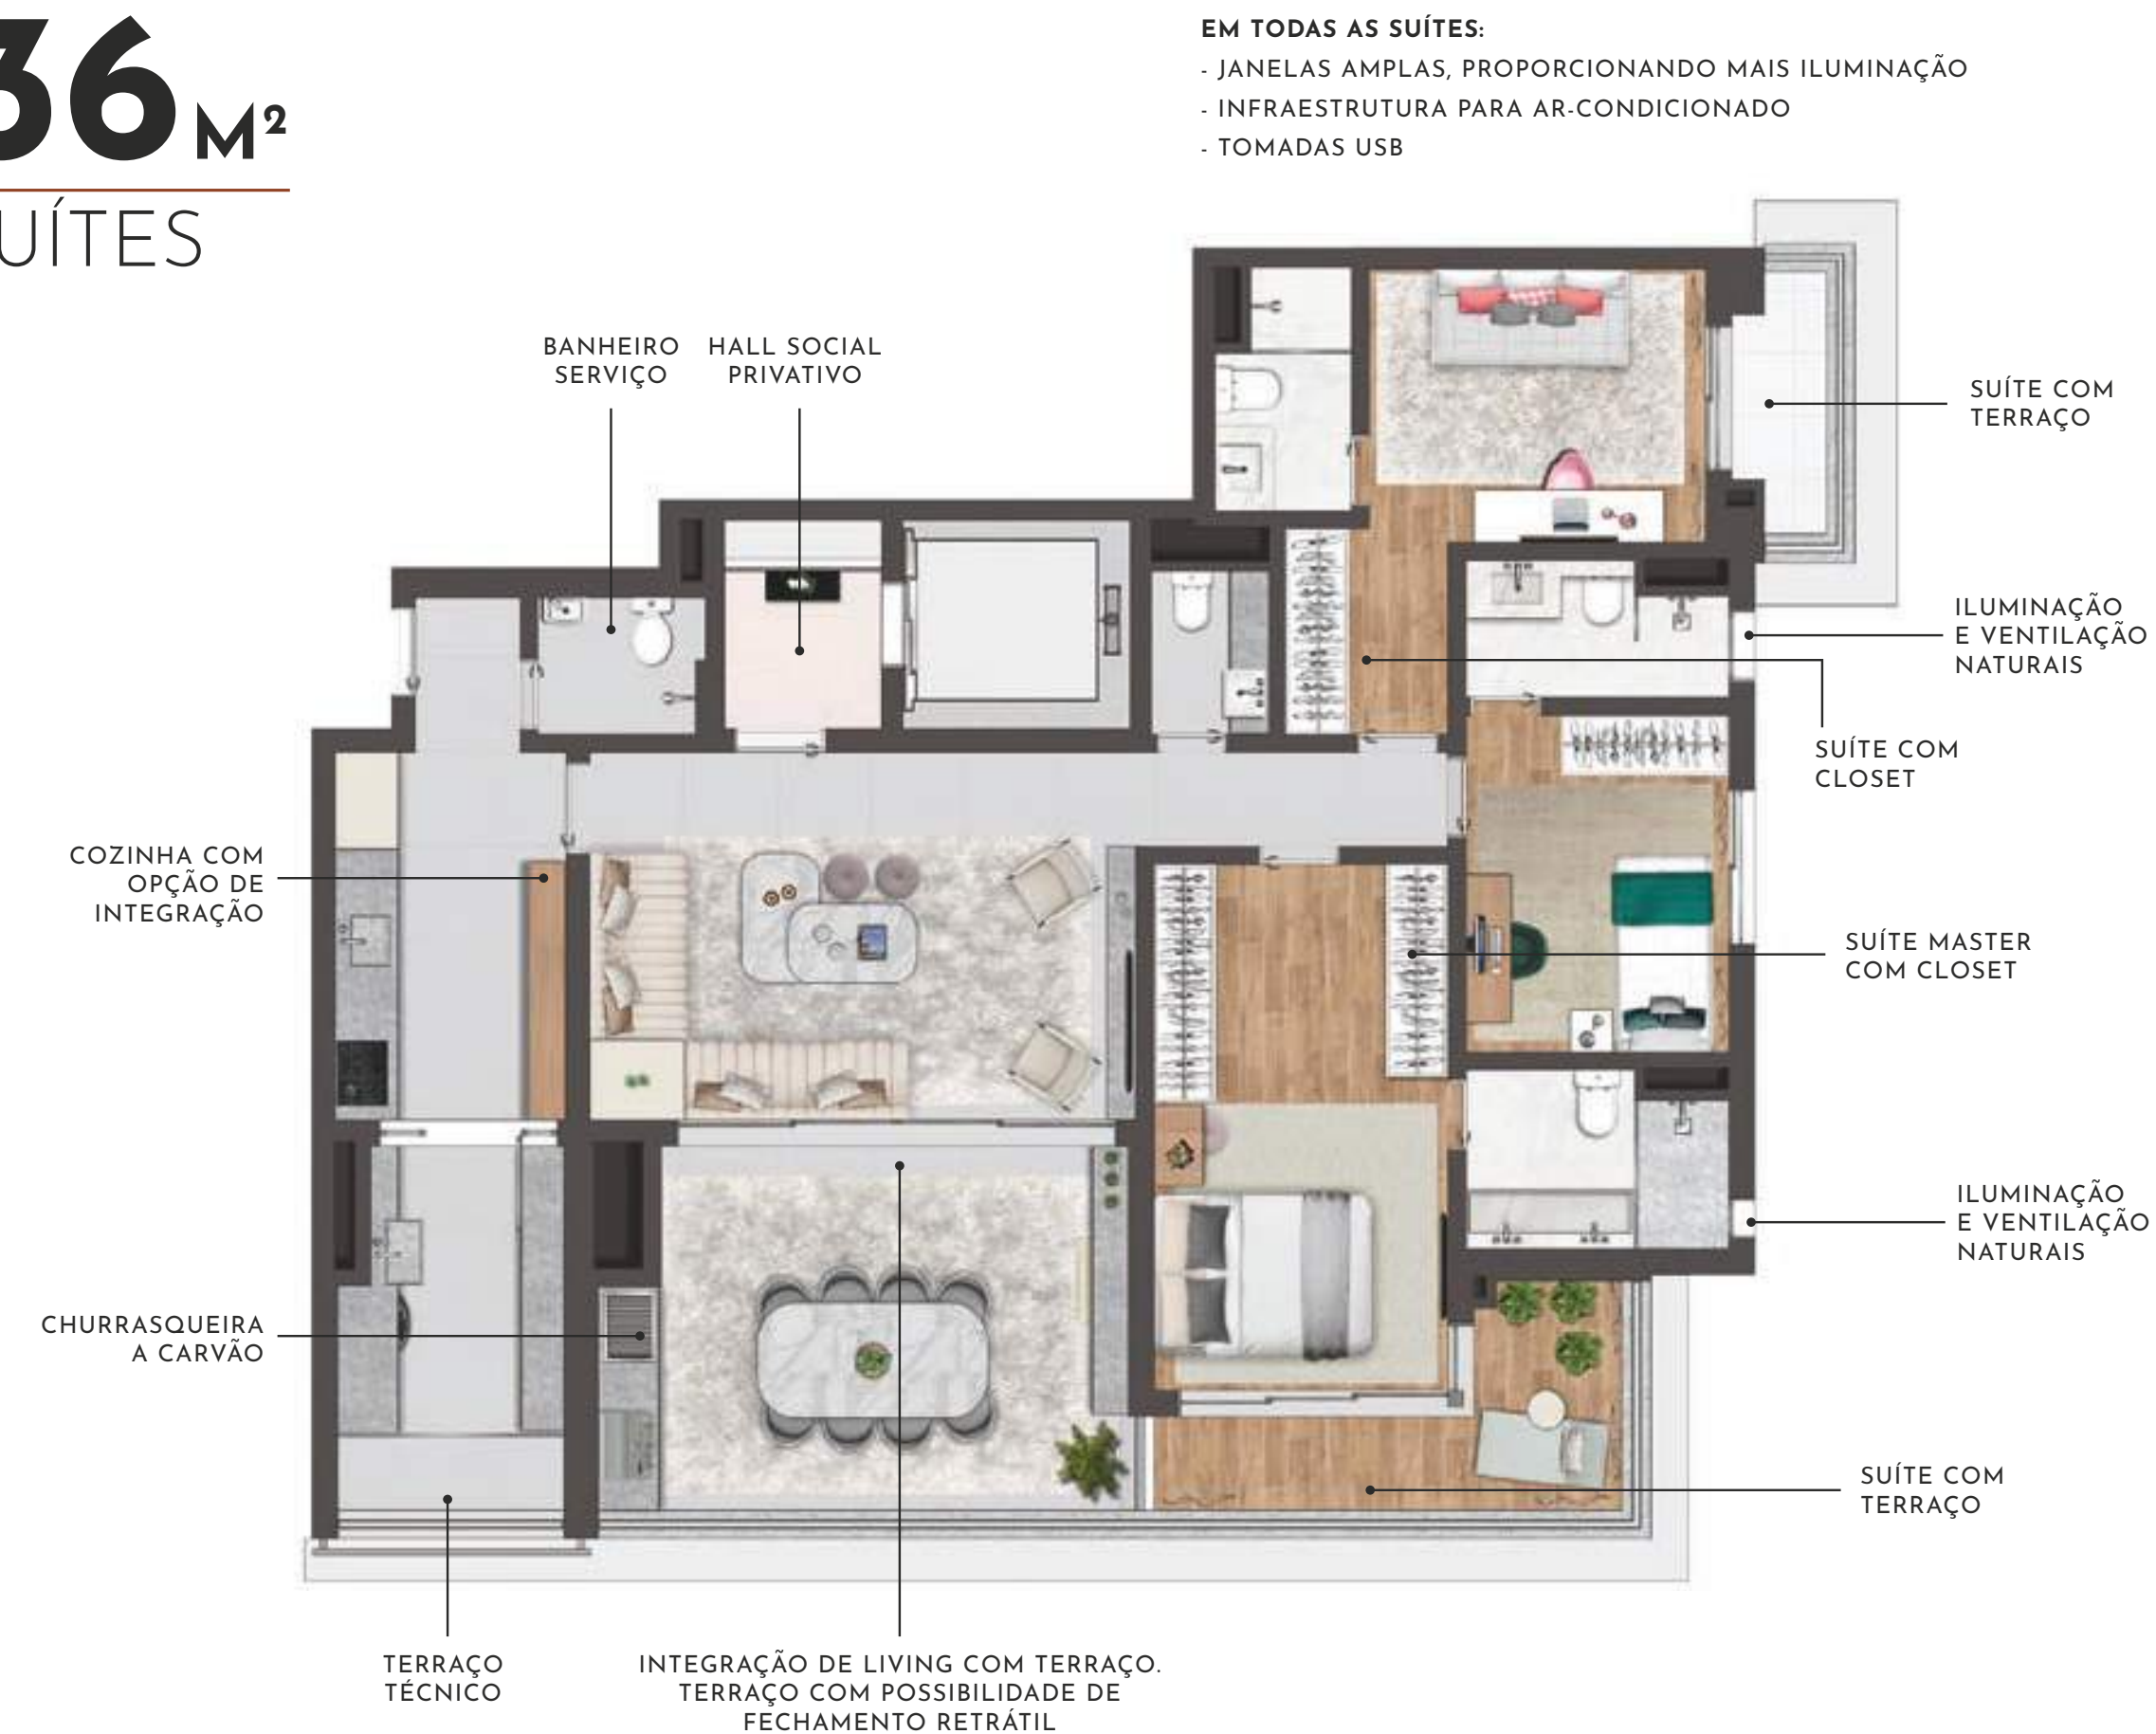 36 M²
UÍTES
EM TODAS AS SUÍTES:
- JANELAS AMPLAS, PROPORCIONANDO MAIS ILUMINAÇÃO
- INFRAESTRUTURA PARA AR-CONDICIONADO
- TOMADAS USB
BANHEIRO
SERVIÇO
HALL SOCIAL
PRIVATIVO
SUÍTE COM
TERRAÇO
ILUMINAÇÃO
E VENTILAÇÃO
NATURAIS
SUÍTE COM
CLOSET
COZINHA COM
OPÇÃO DE
INTEGRAÇÃO
SUÍTE MASTER
COM CLOSET
ILUMINAÇÃO
E VENTILAÇÃO
NATURAIS
CHURRASQUEIRA
A CARVÃO
SUÍTE COM
TERRAÇO
TERRAÇO
TÉCNICO
INTEGRAÇÃO DE LIVING COM TERRAÇO.
TERRAÇO COM POSSIBILIDADE DE
FECHAMENTO RETRÁTIL